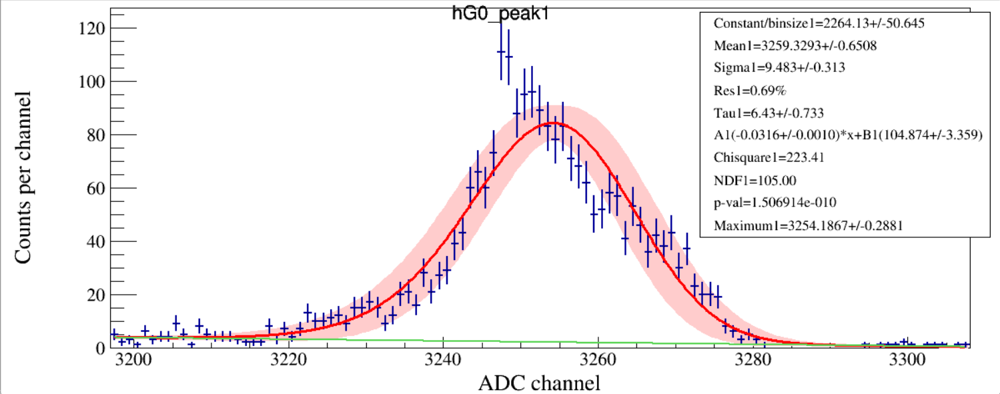 hG0_peak1
Constant/binsize1=2264.13+/-50.645
Mean1=3259.3293+/-0.6508
Sigma1=9.483+/-0.313
Res1=0.69%
Tau1=6.43+/-0.733
A1(-0.0316+/-0.0010)*x+B1(104.874+/-3.359)
Chisquare1=223.41
NDF1=105.00
p-val=1.506914e-010
Maximum1=3254.1867+/-0.2881
Counts per channel
120
100
80
60
40
20
0
3200 3220 3240 3260 3280 3300
ADC channel